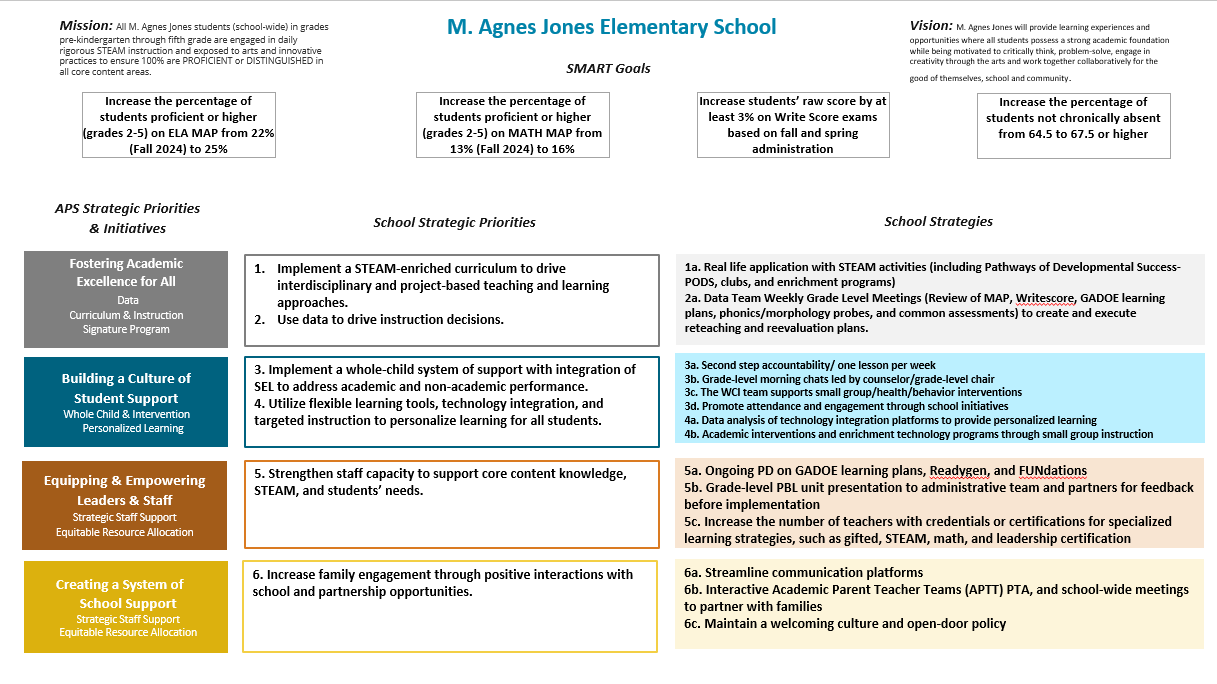 M. Agnes Jones Elementary School
Mission: All M. Agnes Jones students (school-wide) in grades
pre-kindergarten through fifth grade are engaged in daily
rigorous STEAM instruction and exposed to arts and innovative
practices to ensure 100% are PROFICIENT or DISTINGUISHED in
all core content areas.
Vision: M. Agnes Jones will provide learning experiences and
opportunities where all students possess a strong academic foundation
while being motivated to critically think, problem-solve, engage in
creativity through the arts and work together collaboratively for the
good of themselves, school and community.
SMART Goals
Increase the percentage of
students proficient or higher
(grades 2-5) on ELA MAP from 22%
(Fall 2024) to 25%
Increase the percentage of
students proficient or higher
(grades 2-5) on MATH MAP from
13% (Fall 2024) to 16%
Increase students’ raw score by at
least 3% on Write Score exams
based on fall and spring
administration
Increase the percentage of
students not chronically absent
from 64.5 to 67.5 or higher
APS Strategic Priorities
& Initiatives
School Strategic Priorities
School Strategies
Fostering Academic
Excellence for All
Data
Curriculum & Instruction
Signature Program
1. Implement a STEAM-enriched curriculum to drive
interdisciplinary and project-based teaching and learning
approaches.
2. Use data to drive instruction decisions.
1a. Real life application with STEAM activities (including Pathways of Developmental Success-
PODS, clubs, and enrichment programs)
2a. Data Team Weekly Grade Level Meetings (Review of MAP, Writescore, GADOE learning
plans, phonics/morphology probes, and common assessments) to create and execute
reteaching and reevaluation plans.
Building a Culture of
Student Support
Whole Child & Intervention
Personalized Learning
3. Implement a whole-child system of support with integration of
SEL to address academic and non-academic performance.
4. Utilize flexible learning tools, technology integration, and
targeted instruction to personalize learning for all students.
3a. Second step accountability/ one lesson per week
3b. Grade-level morning chats led by counselor/grade-level chair
3c. The WCI team supports small group/health/behavior interventions
3d. Promote attendance and engagement through school initiatives
4a. Data analysis of technology integration platforms to provide personalized learning
4b. Academic interventions and enrichment technology programs through small group instruction
Equipping & Empowering
Leaders & Staff
Strategic Staff Support
Equitable Resource Allocation
5. Strengthen staff capacity to support core content knowledge,
STEAM, and students’ needs.
5a. Ongoing PD on GADOE learning plans, Readygen, and FUNdations
5b. Grade-level PBL unit presentation to administrative team and partners for feedback
before implementation
5c. Increase the number of teachers with credentials or certifications for specialized
learning strategies, such as gifted, STEAM, math, and leadership certification
Creating a System of
School Support
Strategic Staff Support
Equitable Resource Allocation
6. Increase family engagement through positive interactions with
school and partnership opportunities.
6a. Streamline communication platforms
6b. Interactive Academic Parent Teacher Teams (APTT) PTA, and school-wide meetings
to partner with families
6c. Maintain a welcoming culture and open-door policy